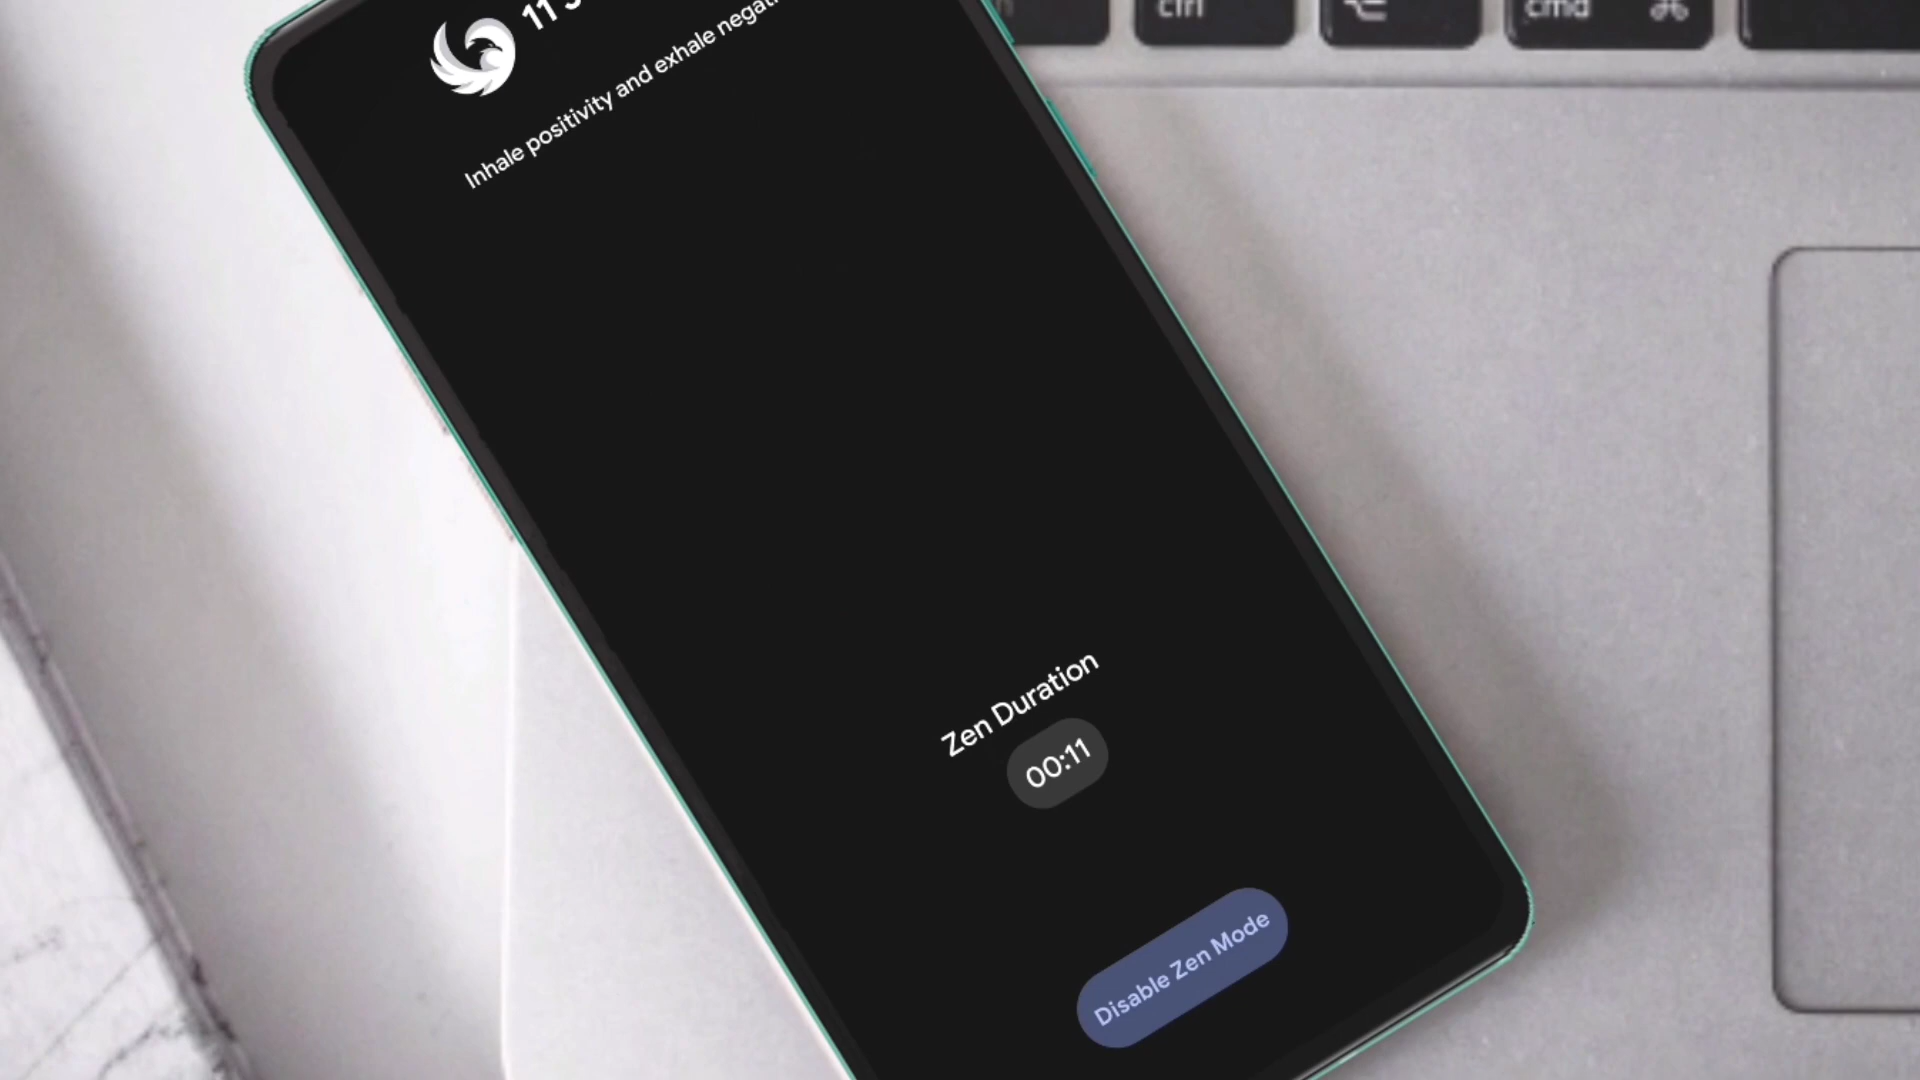 ctrl
cmd
Inhale positivity and exhale
Zen Duration
00:11
Disable Zen Mode